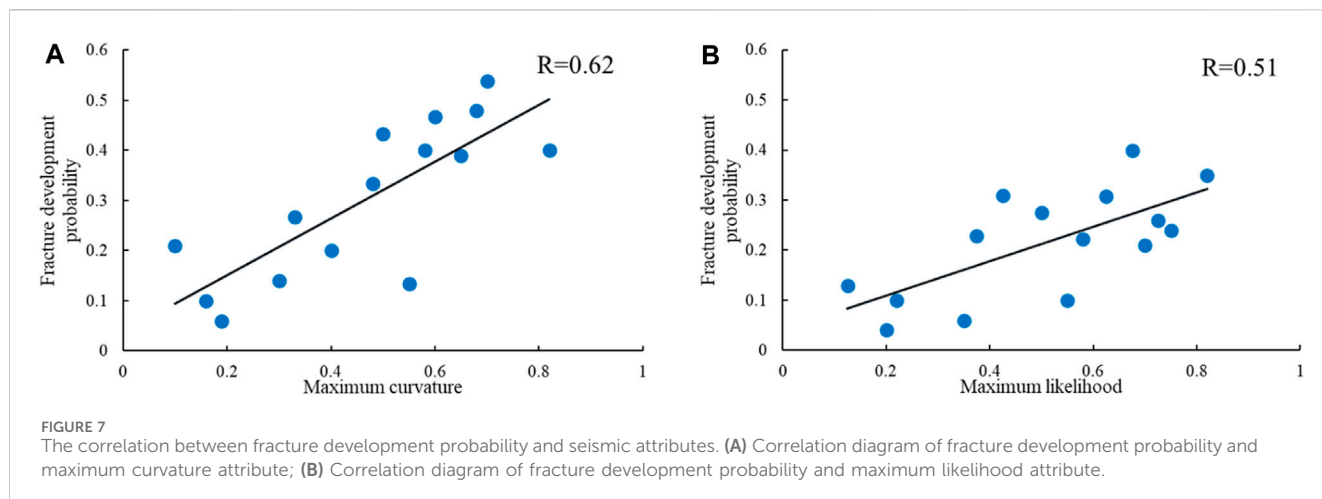 A
R=0.62
Fracture development
probability
0.6
0.5
0.4
0.3
0.2
0.1
0
0 0.2 0.4 0.6 0.8 1
Maximum curvature
B
R=0.51
Fracture development
probability
0.6
0.5
0.4
0.3
0.2
0.1
0
0 0.2 0.4 0.6 0.8 1
Maximum likelihood
FIGURE 7
The correlation between fracture development probability and seismic attributes. (A) Correlation diagram of fracture development probability and
maximum curvature attribute; (B) Correlation diagram of fracture development probability and maximum likelihood attribute.